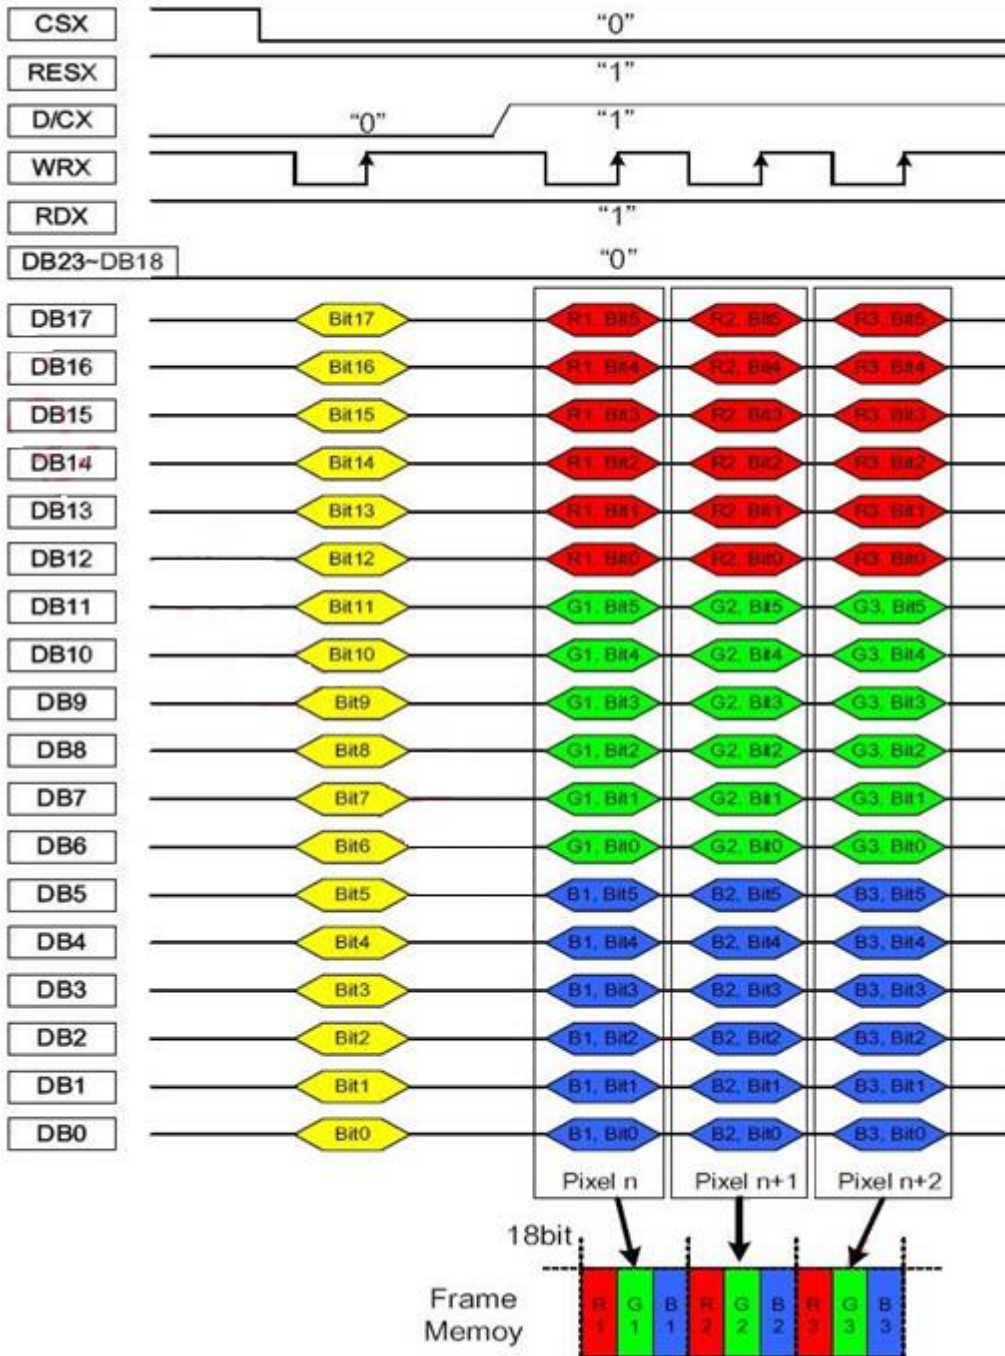 CSX "0"
RESX "1"
D/CX "0" "1"
WRX
RDX "1"
DB23~DB18 "0"
DB17 Bit17 R1, Bit5 R2, Bit5 R3, Bit5
DB16 Bit16 R1, Bit4 R2, Bit4 R3, Bit4
DB15 Bit15 R1, Bit3 R2, Bit3 R3, Bit3
DB14 Bit14 R1, Bit2 R2, Bit2 R3, Bit2
DB13 Bit13 R1, Bit1 R2, Bit1 R3, Bit1
DB12 Bit12 R1, Bit0 R2, Bit0 R3, Bit0
DB11 Bit11 G1, Bit5 G2, Bit5 G3, Bit5
DB10 Bit10 G1, Bit4 G2, Bit4 G3, Bit4
DB9 Bit9 G1, Bit3 G2, Bit3 G3, Bit3
DB8 Bit8 G1, Bit2 G2, Bit2 G3, Bit2
DB7 Bit7 G1, Bit1 G2, Bit1 G3, Bit1
DB6 Bit6 G1, Bit0 G2, Bit0 G3, Bit0
DB5 Bit5 B1, Bit5 B2, Bit5 B3, Bit5
DB4 Bit4 B1, Bit4 B2, Bit4 B3, Bit4
DB3 Bit3 B1, Bit3 B2, Bit3 B3, Bit3
DB2 Bit2 B1, Bit2 B2, Bit2 B3, Bit2
DB1 Bit1 B1, Bit1 B2, Bit1 B3, Bit1
DB0 Bit0 B1, Bit0 B2, Bit0 B3, Bit0
Pixel n Pixel n+1 Pixel n+2
18bit
Frame R G B R G B R G B
Memoy 1 1 1 2 2 2 3 3 3